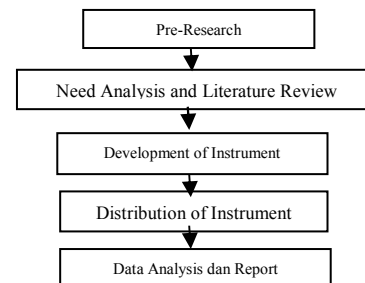 Pre-Research
Need Analysis and Literature Review
Development of Instrument
Distribution of Instrument
Data Analysis dan Report